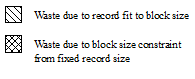 Waste due to record fit to block size
Waste due to block size constraint
from fixed record size